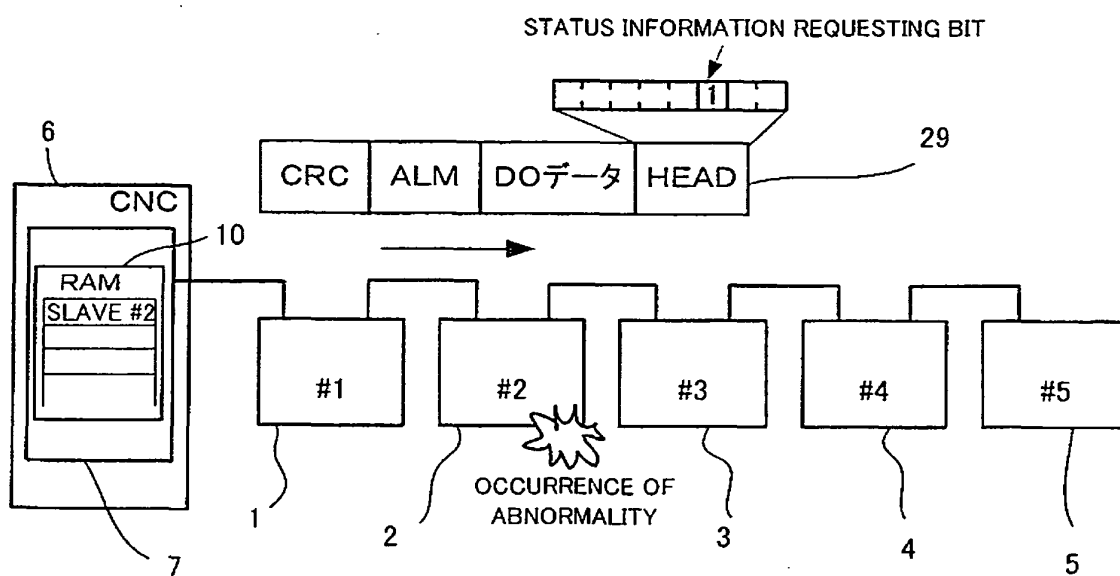 STATUS INFORMATION REQUESTING BIT
1
6
29
CRC ALM DOデータ HEAD
CNC
10
RAM
SLAVE #2
#1 #2 #3 #4 #5
OCCURRENCE OF
ABNORMALITY
1 2 3 4 5
7